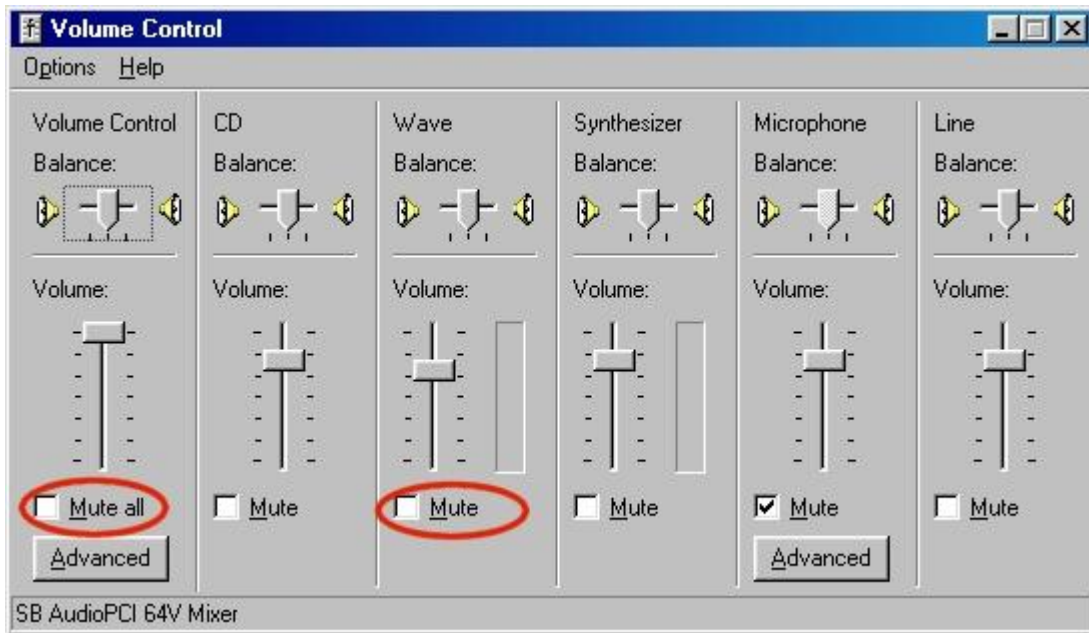 Volume Control
Options Help
Volume Control CD Wave Synthesizer Microphone Line
Balance: Balance: Balance: Balance: Balance: Balance:
Volume: Volume: Volume: Volume: Volume: Volume:
Mute all Mute Mute Mute Mute Mute
Advanced Advanced
SB AudioPCI 64V Mixer